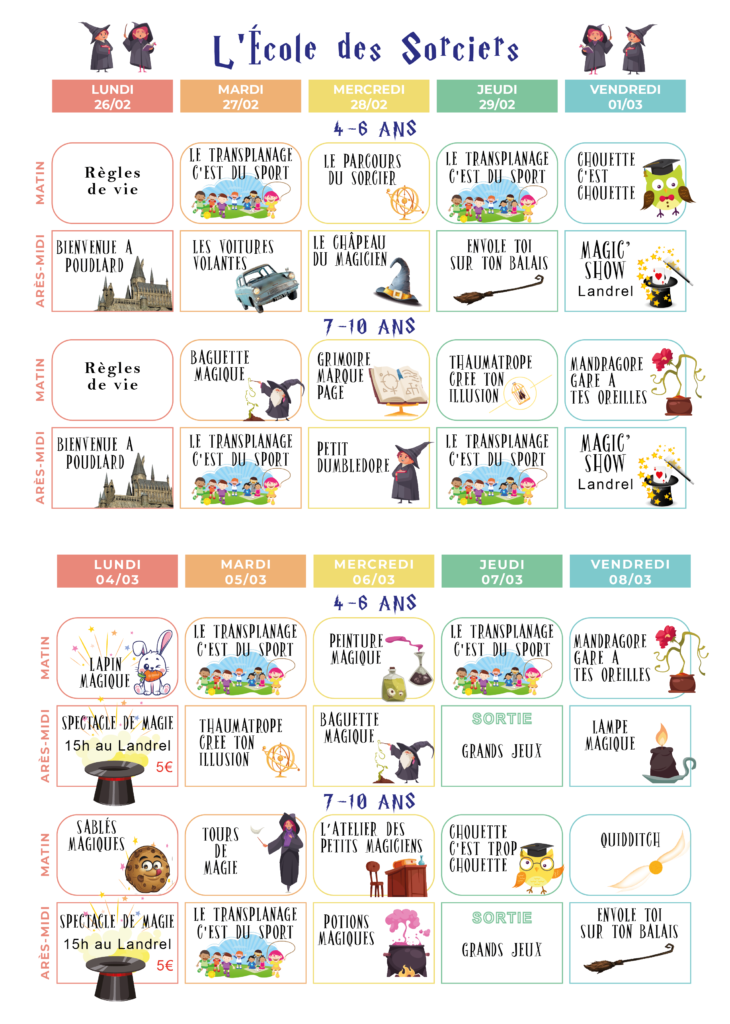 L'École des Sorciers
LUNDI
26/02
MARDI
27/02
MERCREDI
28/02
JEUDI
29/02
VENDREDI
01/03
4-6 ANS
MATIN
Règles
de vie
LE TRANSPLANAGE
C'EST DU SPORT
LE PARCOURS
DU SORCIER
LE TRANSPLANAGE
C'EST DU SPORT
CHOUETTE
C'EST
CHOUETTE
ARÈS-MIDI
BIENVENUE A
POUDLARD
LES VOITURES
VOLANTES
LE CHÂPEAU
DU MAGICIEN
ENVOLE TOI
SUR TON BALAIS
MAGIC'
SHOW
Landrel
7-10 ANS
MATIN
Règles
de vie
BAGUETTE
MAGIQUE
GRIMOIRE
MARQUE
PAGE
THAUMATROPE
CREE TON
ILLUSION
MANDRAGORE
GARE A
TES OREILLES
ARÈS-MIDI
BIENVENUE A
POUDLARD
LE TRANSPLANAGE
C'EST DU SPORT
PETIT
DUMBLEDORE
LE TRANSPLANAGE
C'EST DU SPORT
MAGIC'
SHOW
Landrel
LUNDI
04/03
MARDI
05/03
MERCREDI
06/03
JEUDI
07/03
VENDREDI
08/03
4-6 ANS
MATIN
LAPIN
MAGIQUE
LE TRANSPLANAGE
C'EST DU SPORT
PEINTURE
MAGIQUE
LE TRANSPLANAGE
C'EST DU SPORT
MANDRAGORE
GARE A
TES OREILLES
ARÈS-MIDI
SPECTACLE DE MAGIE
15h au Landrel
5€
THAUMATROPE
CREE TON
ILLUSION
BAGUETTE
MAGIQUE
SORTIE
GRANDS JEUX
LAMPE
MAGIQUE
7-10 ANS
MATIN
SABLÉS
MAGIQUES
TOURS
DE
MAGIE
L'ATELIER DES
PETITS MAGICIENS
CHOUETTE
C'EST TROP
CHOUETTE
QUIDDITCH
ARÈS-MIDI
SPECTACLE DE MAGIE
15h au Landrel
5€
LE TRANSPLANAGE
C'EST DU SPORT
POTIONS
MAGIQUES
SORTIE
GRANDS JEUX
ENVOLE TOI
SUR TON BALAIS